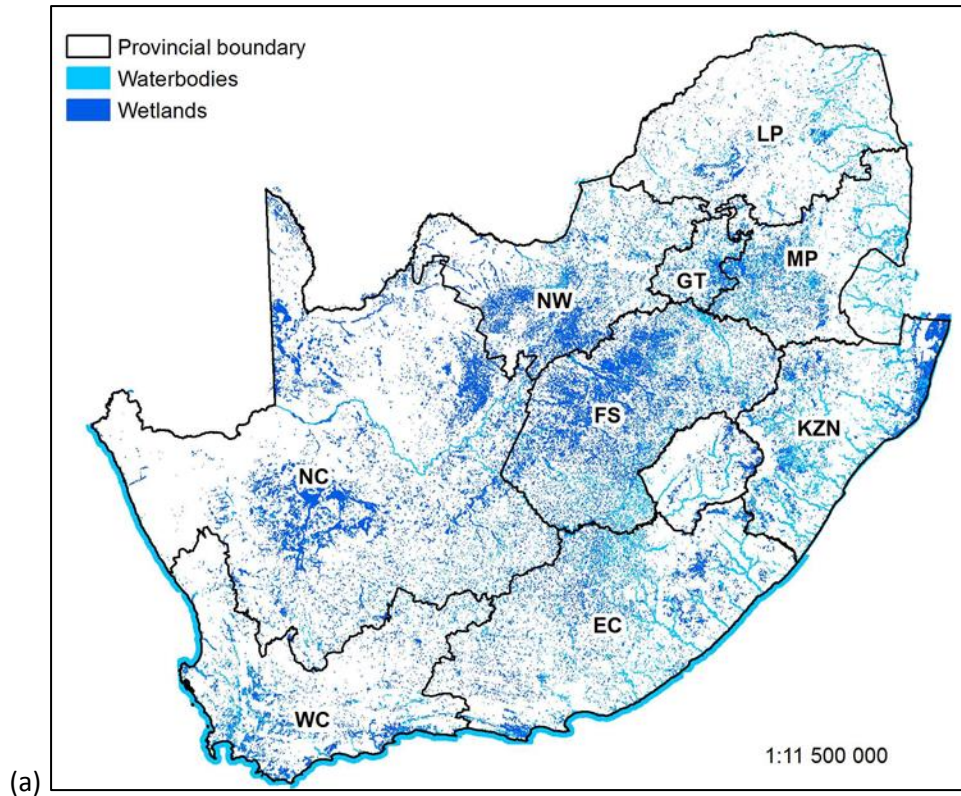 Provincial boundary
Waterbodies
Wetlands
LP
MP
GT
NW
FS
KZN
NC
EC
WC
1:11 500 000
(a)